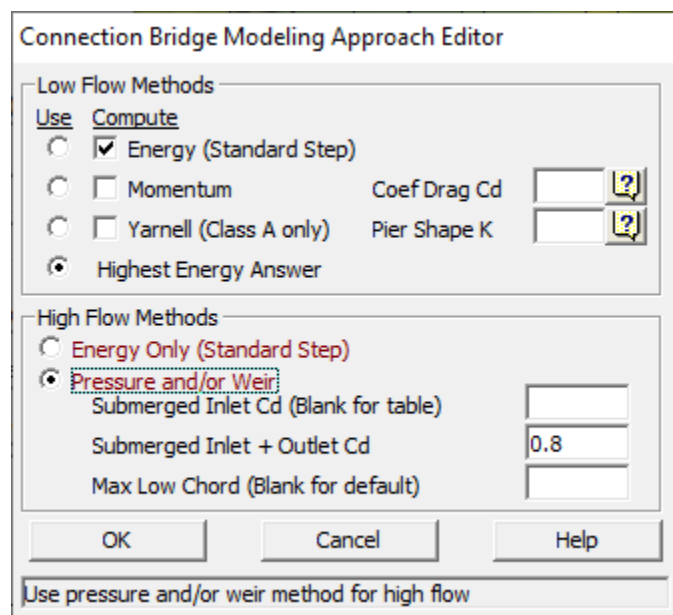 Connection Bridge Modeling Approach Editor
Low Flow Methods
Use Compute
Energy (Standard Step)
Momentum Coef Drag Cd ?
Yarnell (Class A only) Pier Shape K ?
Highest Energy Answer
High Flow Methods
Energy Only (Standard Step)
Pressure and/or Weir
Submerged Inlet Cd (Blank for table)
Submerged Inlet + Outlet Cd 0.8
Max Low Chord (Blank for default)
OK Cancel Help
Use pressure and/or weir method for high flow